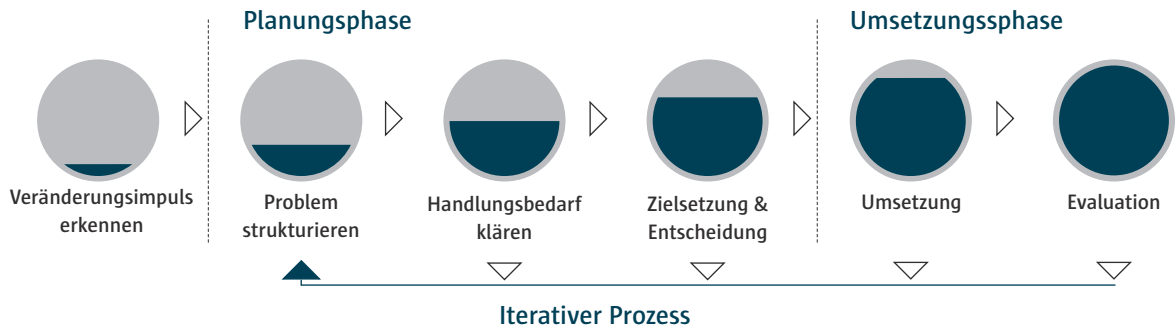 Planungsphase
Umsetzungssphase
Veränderungsimpuls
erkennen
Problem
strukturieren
Handlungsbedarf
klären
Zielsetzung &
Entscheidung
Umsetzung
Evaluation
Iterativer Prozess